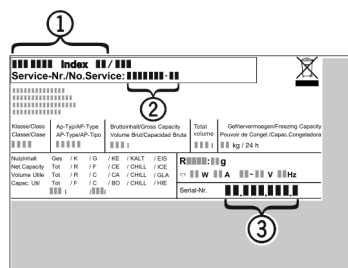 1
Index /
Service-Nr./No.Service: -
2
Klasse/Class Ap-Typ/AP-Type Bruttoinhalt/Gross Capacity Total Gefriervermoegen/Freezing Capacity
Classe/Clase AP-Type/AP-Tipo Volume Brut/Capacidad Bruta volume Pouvoir de Congel./Capac.Congeladora
l l kg / 24 h
Nutzinhalt Ges / K / G / KE / KALT / EIS
Net.Capacity Tot / R / F / CE / CHILL / ICE
Volume Utile Tot / R / C / CA / CHILL / GLA
Capac. Util Tot / F / C / BO / CHILL / HIE
l / l
R : g
W A - V Hz
Serial-Nr. . . .
3